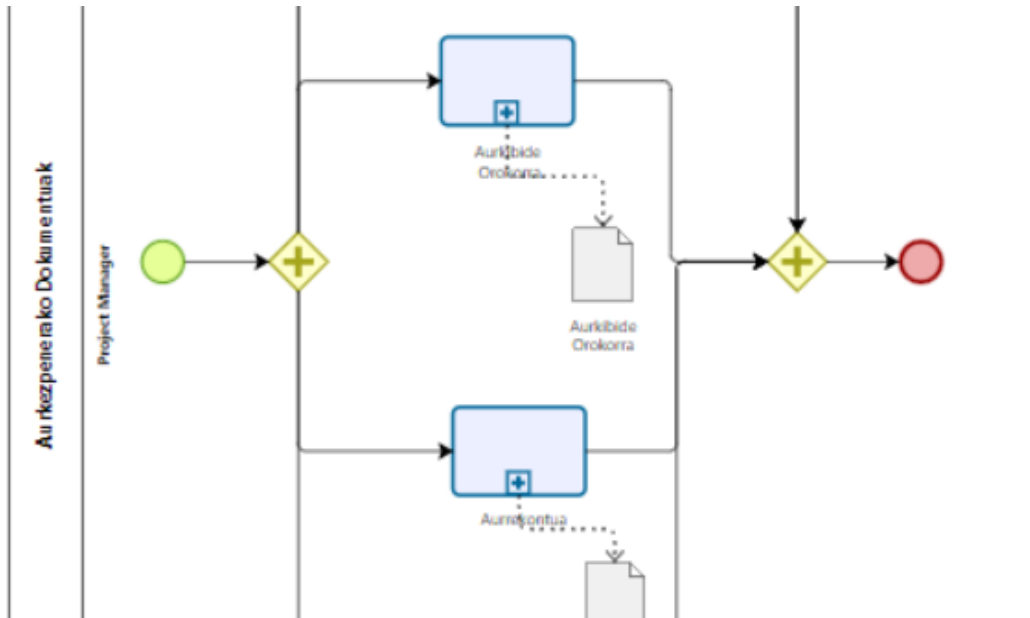 Aurkezpenerako Dokumentuak
Project Manager
Aurkibide
Orokorra
Aurkibide
Orokorra
Aurrekontua